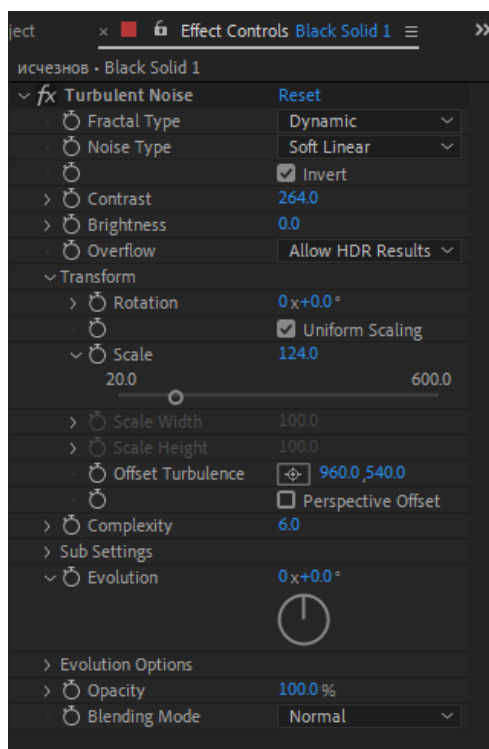 ject × Effect Controls Black Solid 1 ≡ »
исчезнов • Black Solid 1
fx Turbulent Noise Reset
Fractal Type Dynamic
Noise Type Soft Linear
Invert
Contrast 264.0
Brightness 0.0
Overflow Allow HDR Results
Transform
Rotation 0x+0.0°
Uniform Scaling
Scale 124.0
20.0 600.0
Scale Width 100.0
Scale Height 100.0
Offset Turbulence 960.0,540.0
Perspective Offset
Complexity 6.0
Sub Settings
Evolution 0x+0.0°
Evolution Options
Opacity 100.0 %
Blending Mode Normal